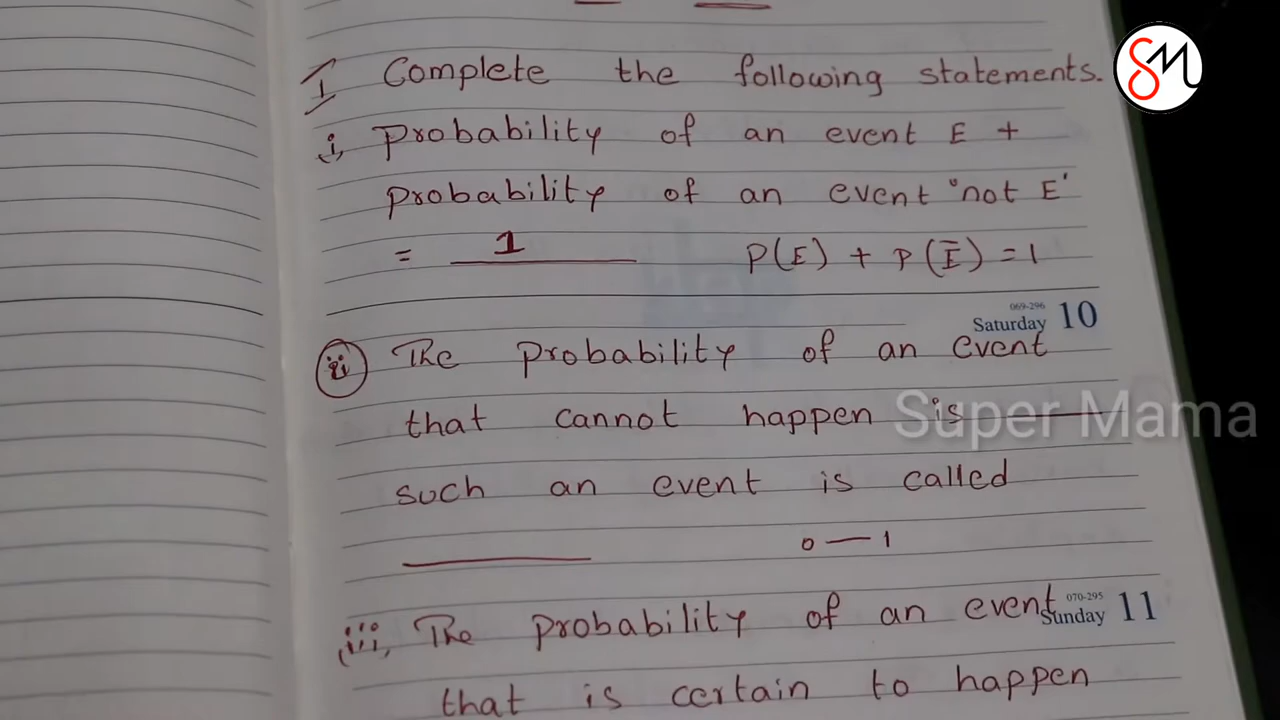 SM
I Complete the following statements.
i, probability of an event E +
probability of an event 'not E'
= 1 P(E) + P(E̅) = 1
069-296
Saturday 10
ii The probability of an event
that cannot happen is
Super Mama
such an event is called
0 — 1
070-295
Sunday 11
iii, The probability of an event
that is certain to happen